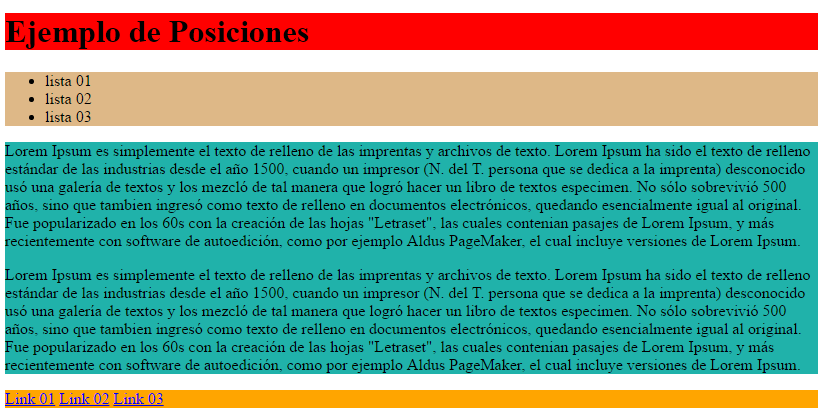 Ejemplo de Posiciones
lista 01
lista 02
lista 03
Lorem Ipsum es simplemente el texto de relleno de las imprentas y archivos de texto. Lorem Ipsum ha sido el texto de relleno
estándar de las industrias desde el año 1500, cuando un impresor (N. del T. persona que se dedica a la imprenta) desconocido
usó una galería de textos y los mezcló de tal manera que logró hacer un libro de textos especimen. No sólo sobrevivió 500
años, sino que tambien ingresó como texto de relleno en documentos electrónicos, quedando esencialmente igual al original.
Fue popularizado en los 60s con la creación de las hojas "Letraset", las cuales contenian pasajes de Lorem Ipsum, y más
recientemente con software de autoedición, como por ejemplo Aldus PageMaker, el cual incluye versiones de Lorem Ipsum.
Lorem Ipsum es simplemente el texto de relleno de las imprentas y archivos de texto. Lorem Ipsum ha sido el texto de relleno
estándar de las industrias desde el año 1500, cuando un impresor (N. del T. persona que se dedica a la imprenta) desconocido
usó una galería de textos y los mezcló de tal manera que logró hacer un libro de textos especimen. No sólo sobrevivió 500
años, sino que tambien ingresó como texto de relleno en documentos electrónicos, quedando esencialmente igual al original.
Fue popularizado en los 60s con la creación de las hojas "Letraset", las cuales contenian pasajes de Lorem Ipsum, y más
recientemente con software de autoedición, como por ejemplo Aldus PageMaker, el cual incluye versiones de Lorem Ipsum.
Link 01 Link 02 Link 03